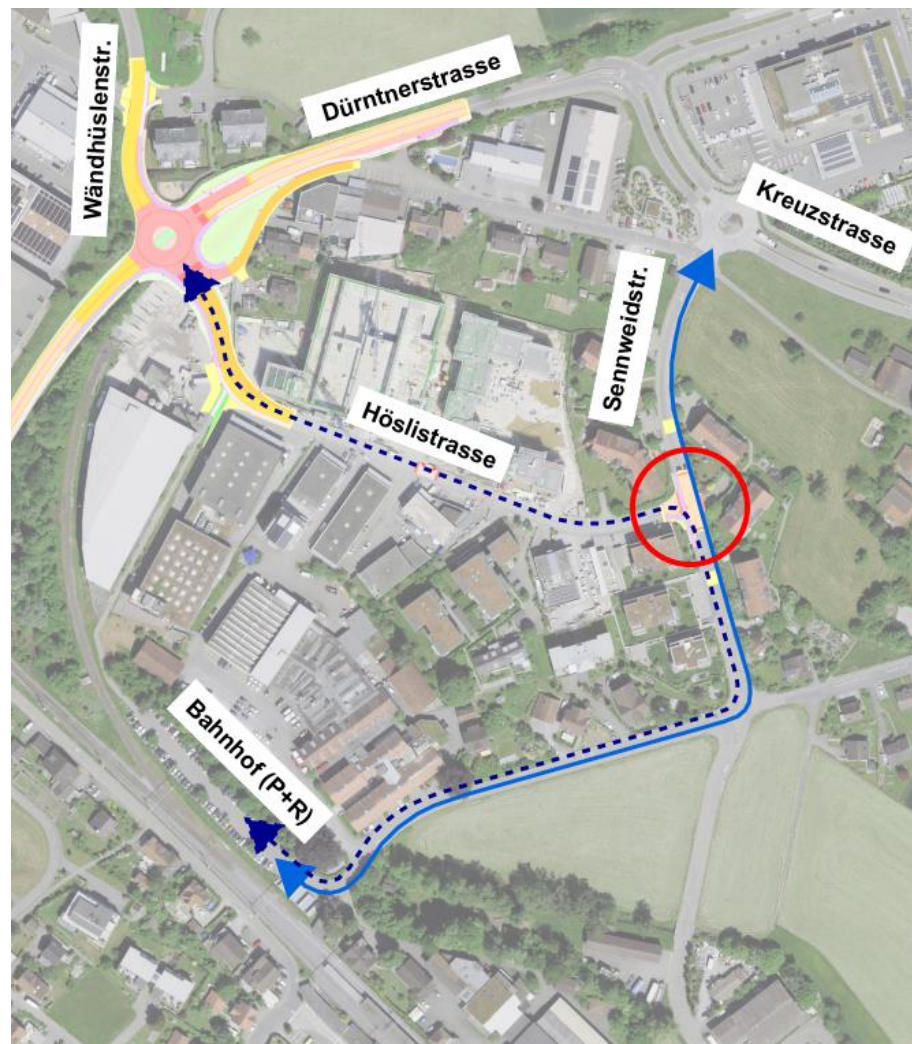 Wändhüslenstr.
Dürntnerstrasse
Kreuzstrasse
Sennweidstr.
Höslistrasse
Bahnhof (P+R)